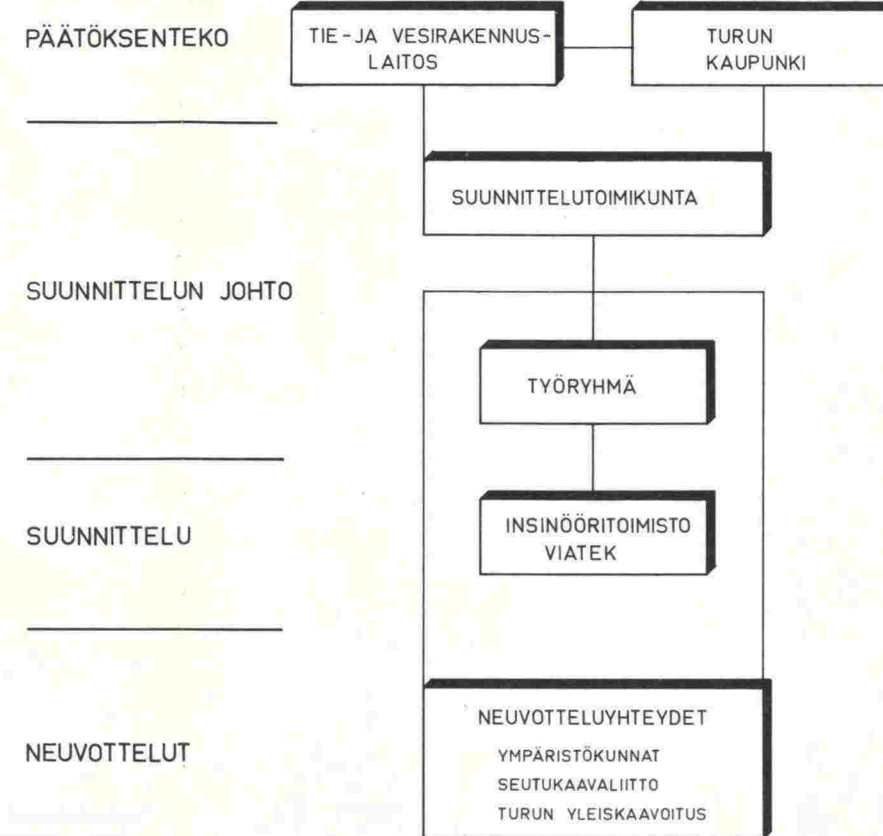 PÄÄTÖKSENTEKO
TIE-JA VESIRAKENNUS-
LAITOS
TURUN
KAUPUNKI
SUUNNITTELUTOIMIKUNTA
SUUNNITTELUN JOHTO
TYÖRYHMÄ
SUUNNITTELU
INSINÖÖRITOIMISTO
VIATEK
NEUVOTTELUT
NEUVOTTELUYHTEYDET
YMPÄRISTÖKUNNAT
SEUTUKAAVALIITTO
TURUN YLEISKAAVOITUS